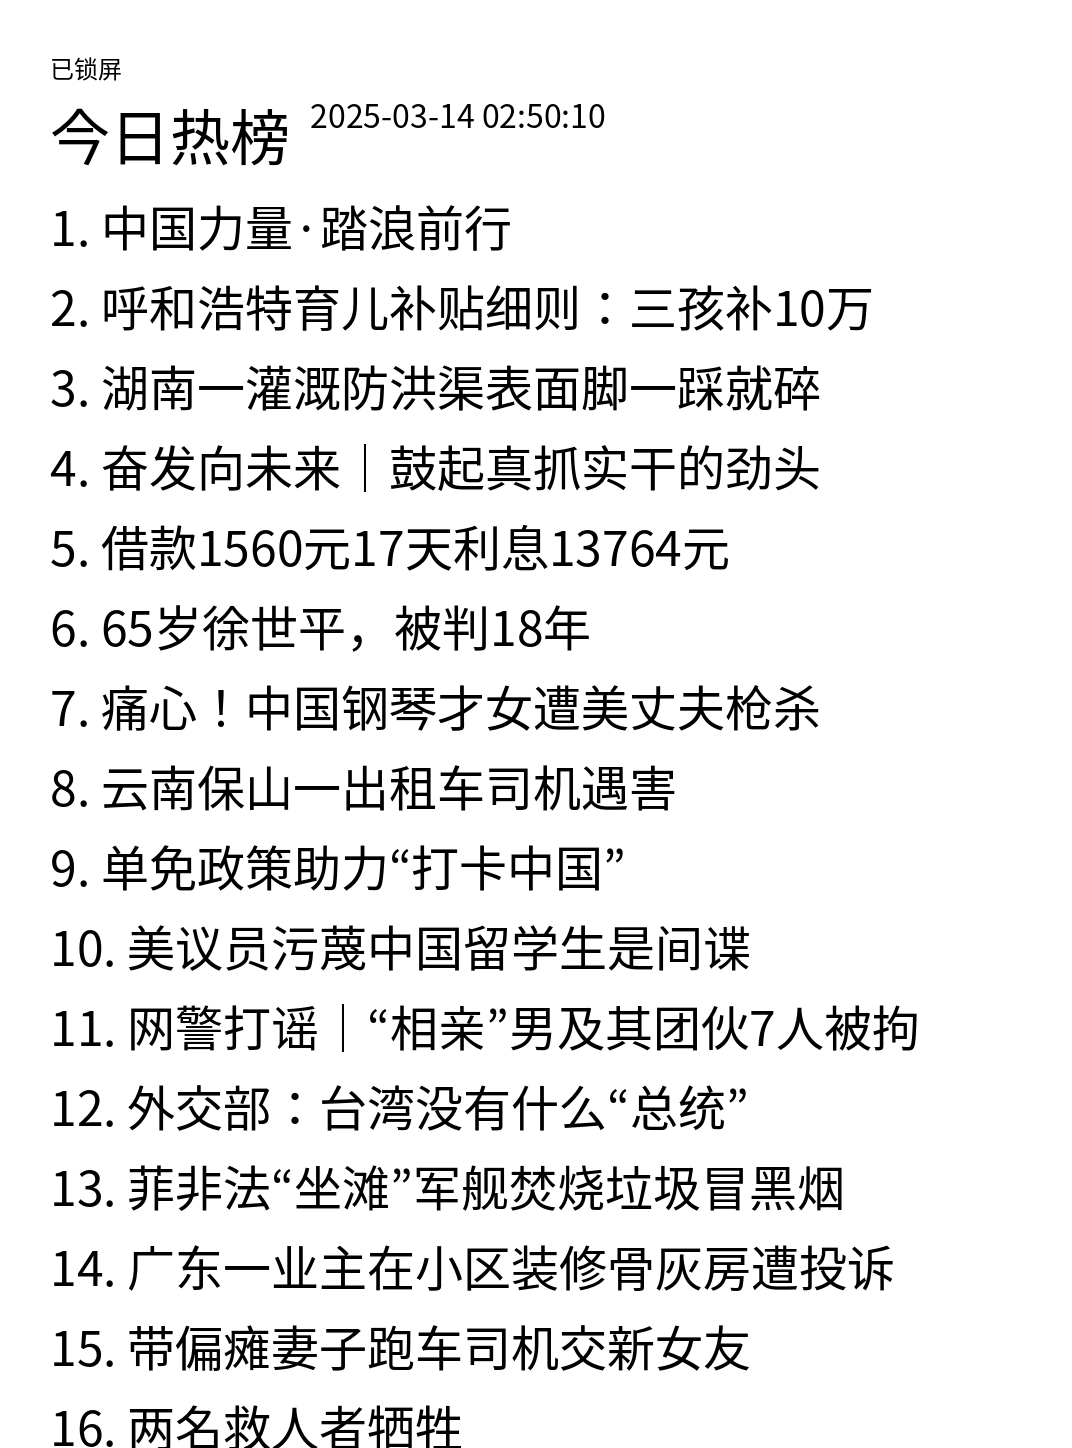 已锁屏
今日热榜 2025-03-14 02:50:10
1. 中国力量·踏浪前行
2. 呼和浩特育儿补贴细则：三孩补10万
3. 湖南一灌溉防洪渠表面脚一踩就碎
4. 奋发向未来｜鼓起真抓实干的劲头
5. 借款1560元17天利息13764元
6. 65岁徐世平，被判18年
7. 痛心！中国钢琴才女遭美丈夫枪杀
8. 云南保山一出租车司机遇害
9. 单免政策助力“打卡中国”
10. 美议员污蔑中国留学生是间谍
11. 网警打谣｜“相亲”男及其团伙7人被拘
12. 外交部：台湾没有什么“总统”
13. 菲非法“坐滩”军舰焚烧垃圾冒黑烟
14. 广东一业主在小区装修骨灰房遭投诉
15. 带偏瘫妻子跑车司机交新女友
16. 两名救人者牺牲